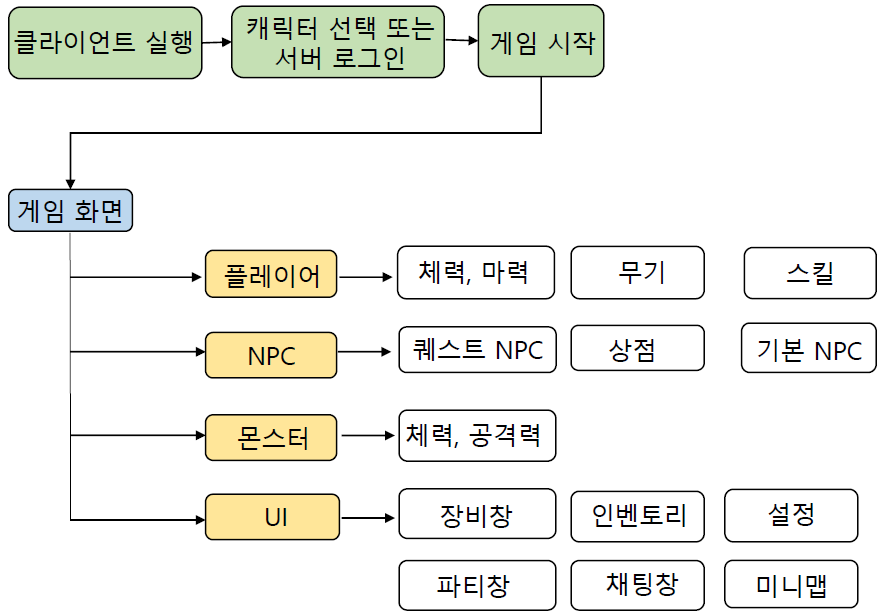 클라이언트 실행
캐릭터 선택 또는
서버 로그인
게임 시작
게임 화면
플레이어
체력, 마력
무기
스킬
NPC
퀘스트 NPC
상점
기본 NPC
몬스터
체력, 공격력
UI
장비창
인벤토리
설정
파티창
채팅창
미니맵